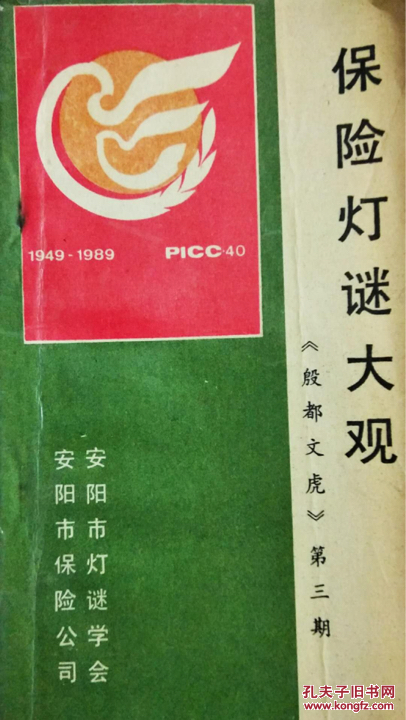 保险灯谜大观
《殷都文虎》第三期
1949-1989 PICC·40
安阳市灯谜学会
安阳市保险公司
孔夫子旧书网
www.kongfz.com